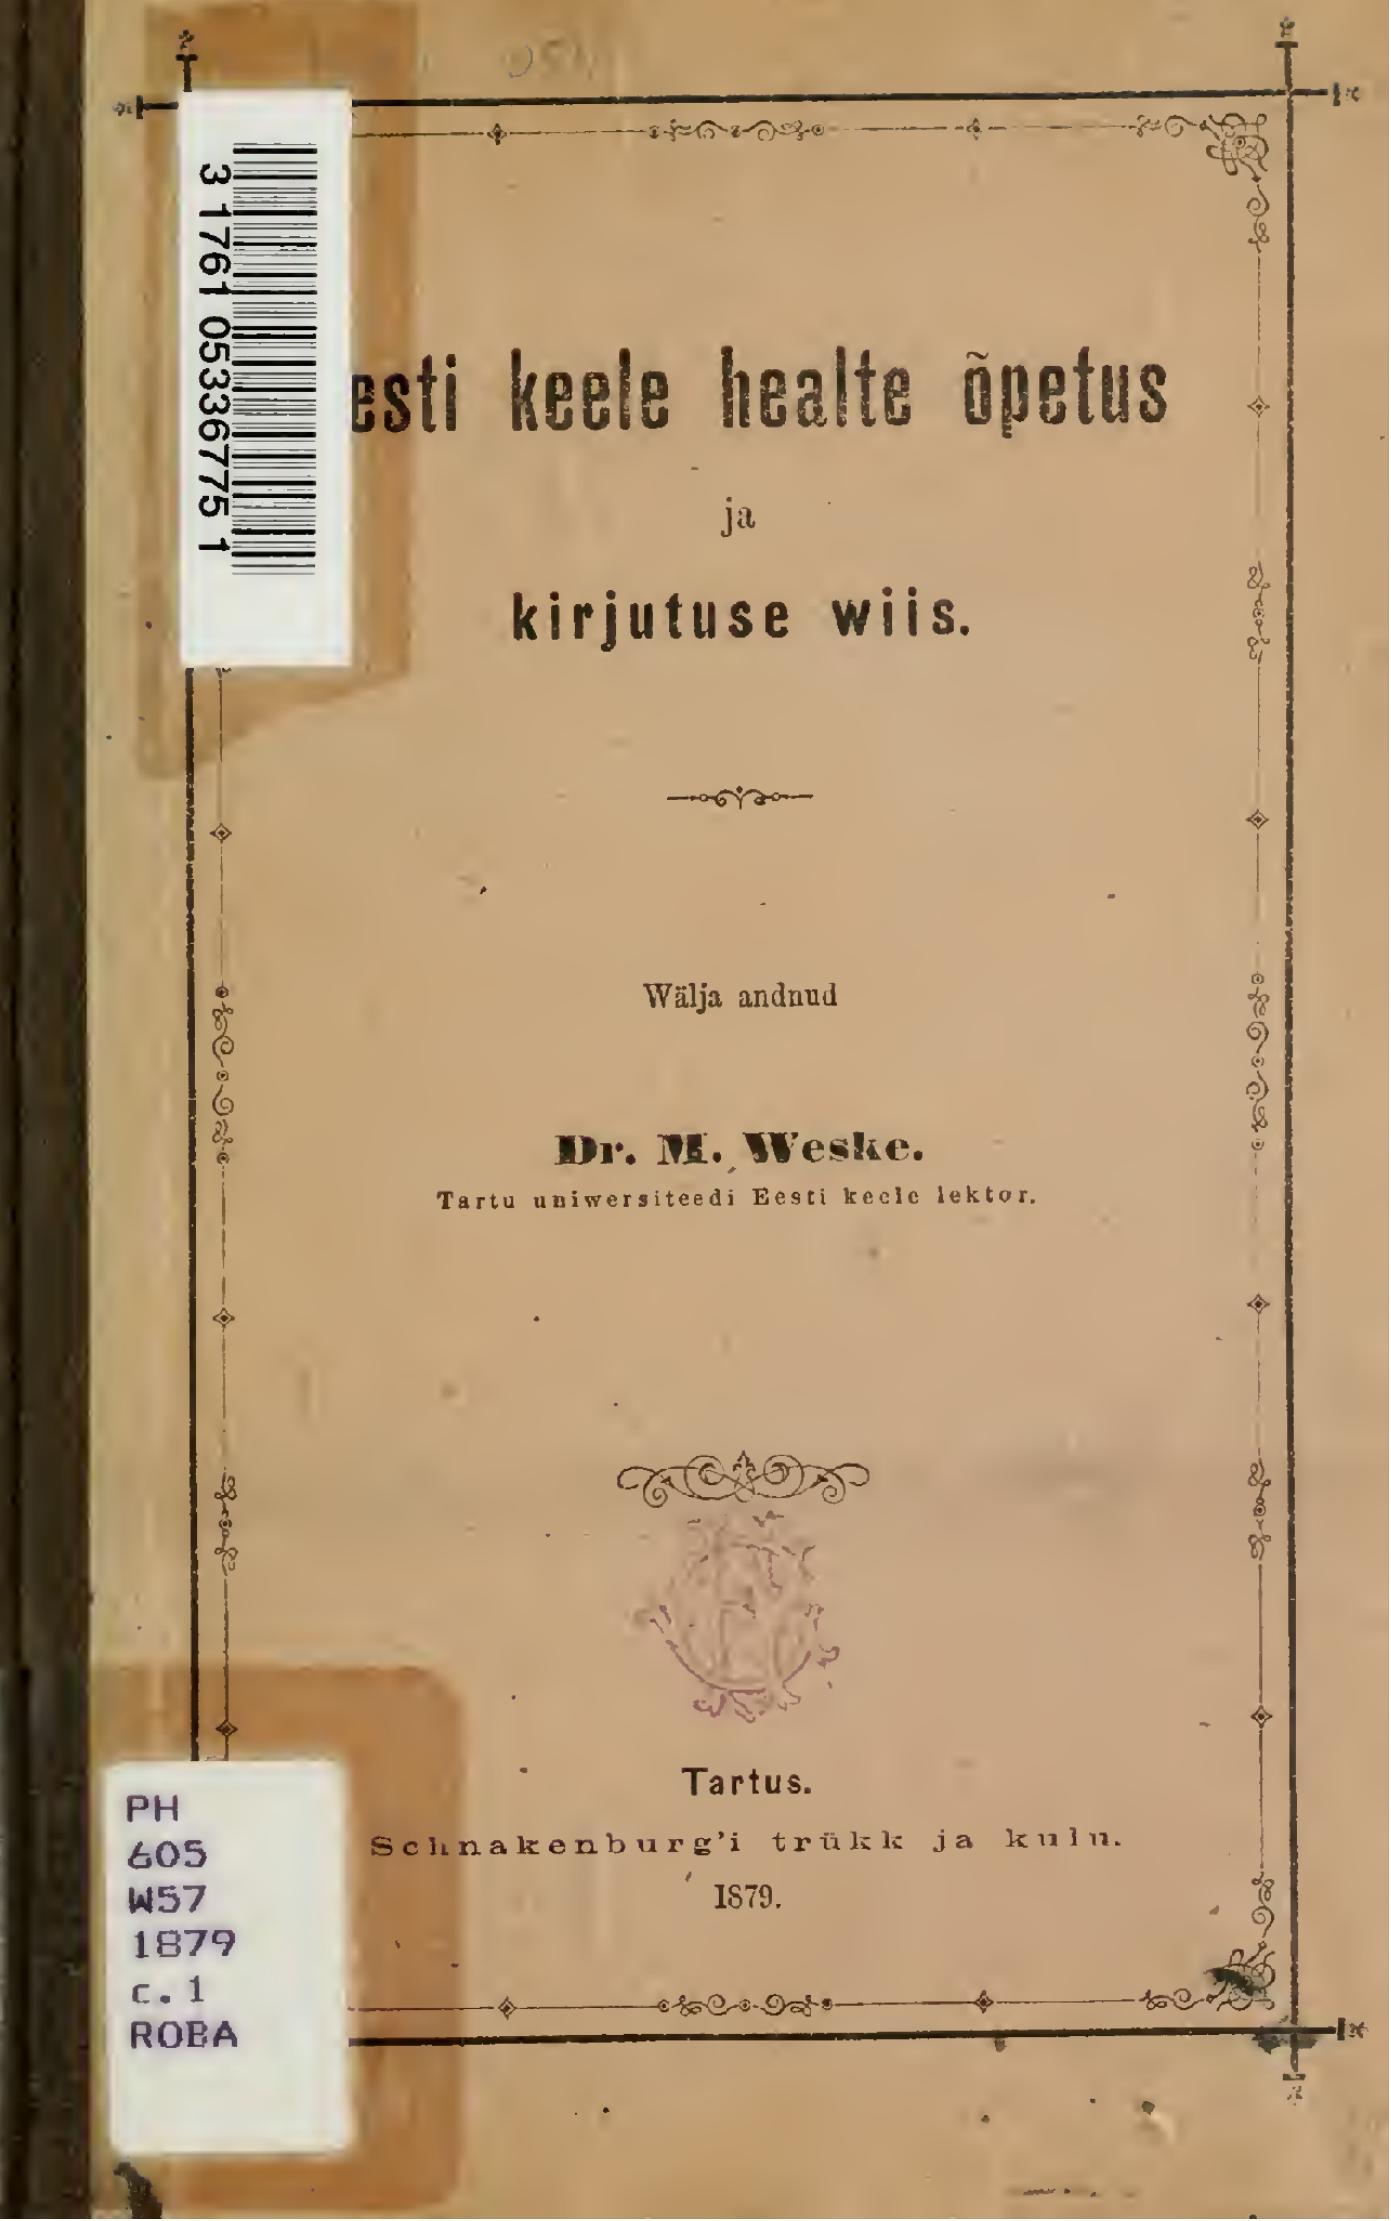 3 1761 05336775 1
esti keele healte õpetus
ja
kirjutuse wiis.
Wälja andnud
Dr. M. Weske.
Tartu uniwersiteedi Eesti keele lektor.
Tartus.
Schnakenburg'i trükk ja kulu.
1879.
PH
605
W57
1879
c.1
ROBA